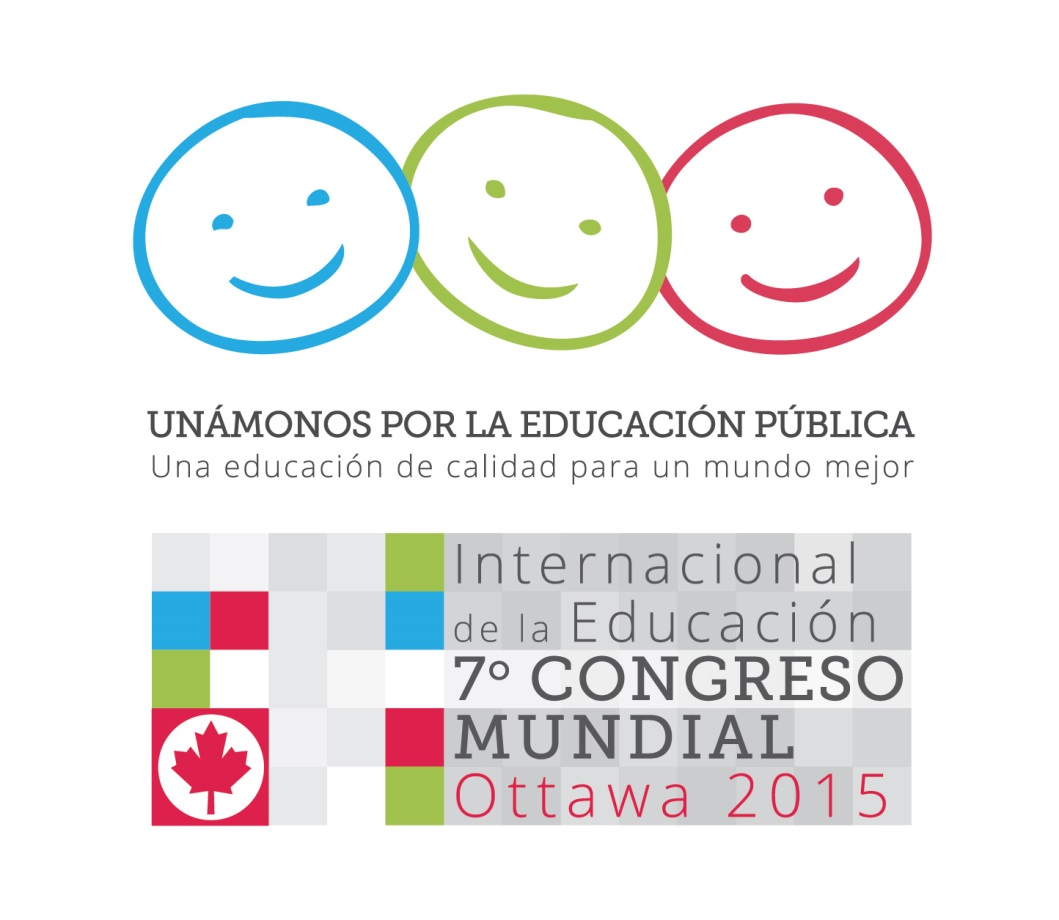 UNÁMONOS POR LA EDUCACIÓN PÚBLICA
Una educación de calidad para un mundo mejor
Internacional
de la Educación
7° CONGRESO
MUNDIAL
Ottawa 2015